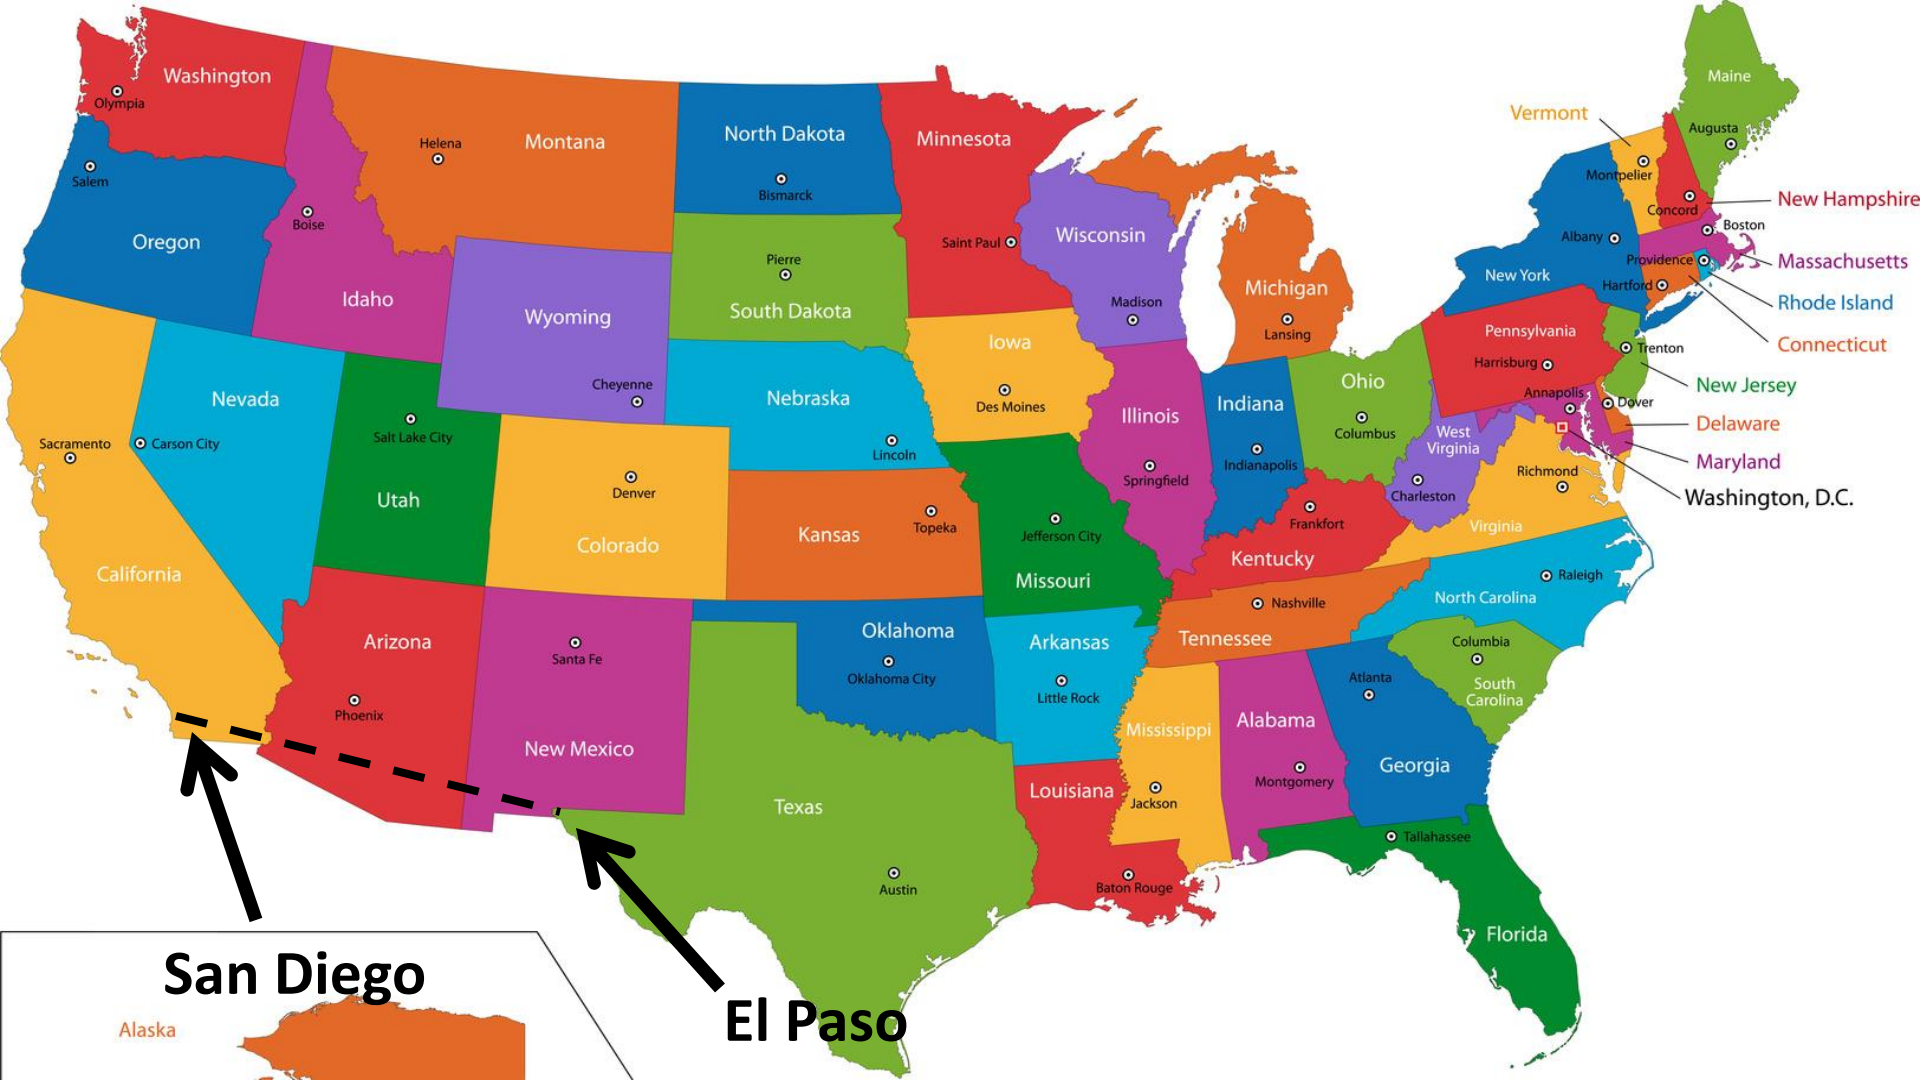 Washington
Olympia
Montana
Helena
North Dakota
Bismarck
Minnesota
Saint Paul
Maine
Augusta
Vermont
Montpelier
Concord
New Hampshire
Salem
Oregon
Boise
Idaho
Wyoming
Cheyenne
Pierre
South Dakota
Wisconsin
Madison
Michigan
Lansing
Albany
New York
Boston
Massachusetts
Providence
Rhode Island
Hartford
Connecticut
Nevada
Sacramento
Carson City
California
Salt Lake City
Utah
Denver
Colorado
Nebraska
Lincoln
Iowa
Des Moines
Kansas
Topeka
Illinois
Springfield
Jefferson City
Missouri
Indiana
Indianapolis
Ohio
Columbus
Pennsylvania
Harrisburg
Trenton
New Jersey
Annapolis
Dover
Delaware
Maryland
Washington, D.C.
West
Virginia
Charleston
Richmond
Virginia
Frankfort
Kentucky
Nashville
Tennessee
Raleigh
North Carolina
Columbia
South
Carolina
Arizona
Phoenix
Santa Fe
New Mexico
Oklahoma
Oklahoma City
Arkansas
Little Rock
Texas
Austin
Louisiana
Baton Rouge
Mississippi
Jackson
Alabama
Montgomery
Atlanta
Georgia
Tallahassee
Florida
San Diego
El Paso
Alaska